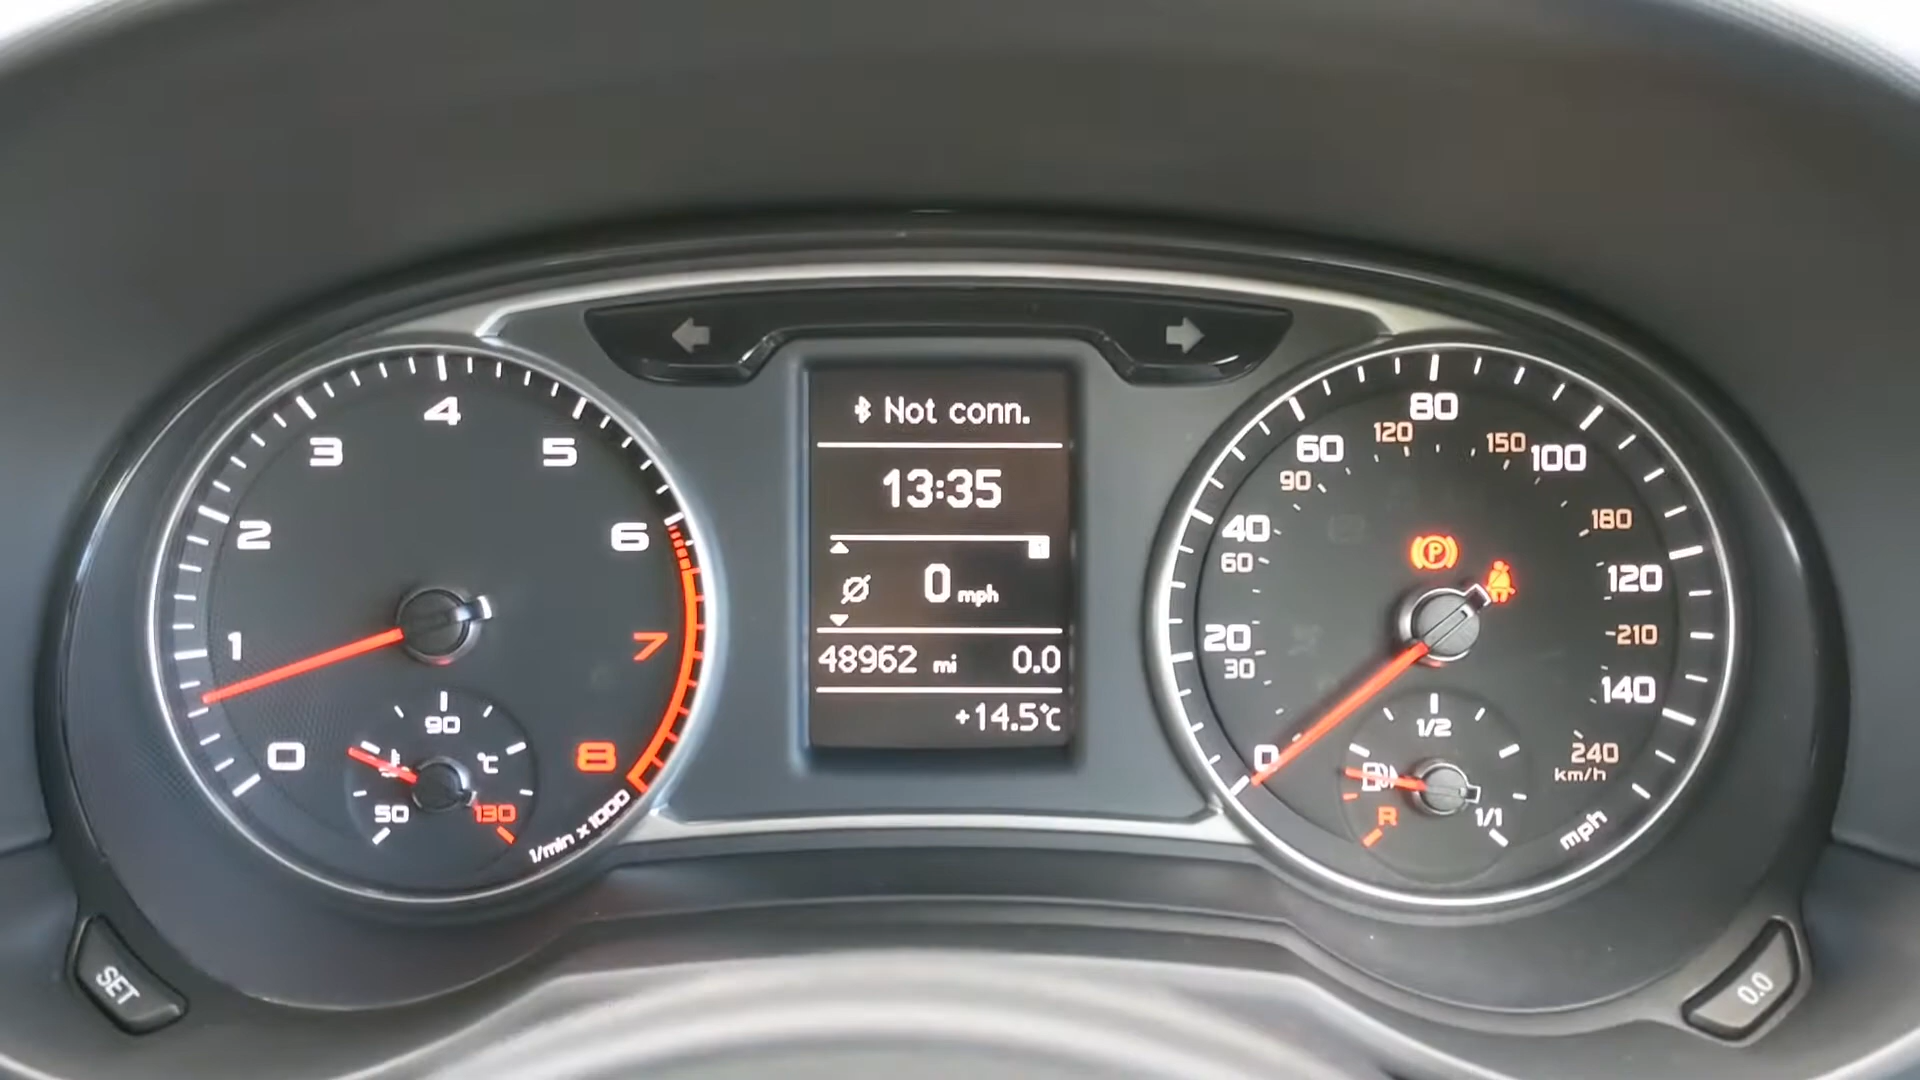 Not conn.
13:35
0 mph
48962 mi 0.0
+14.5°C
0
1
2
3
4
5
6
7
8
1/min x 1000
50
90
130
°C
0
20
40
60
80
100
120
140
mph
30
60
90
120
150
180
210
240
km/h
P
R
1/2
1/1
SET
0.0